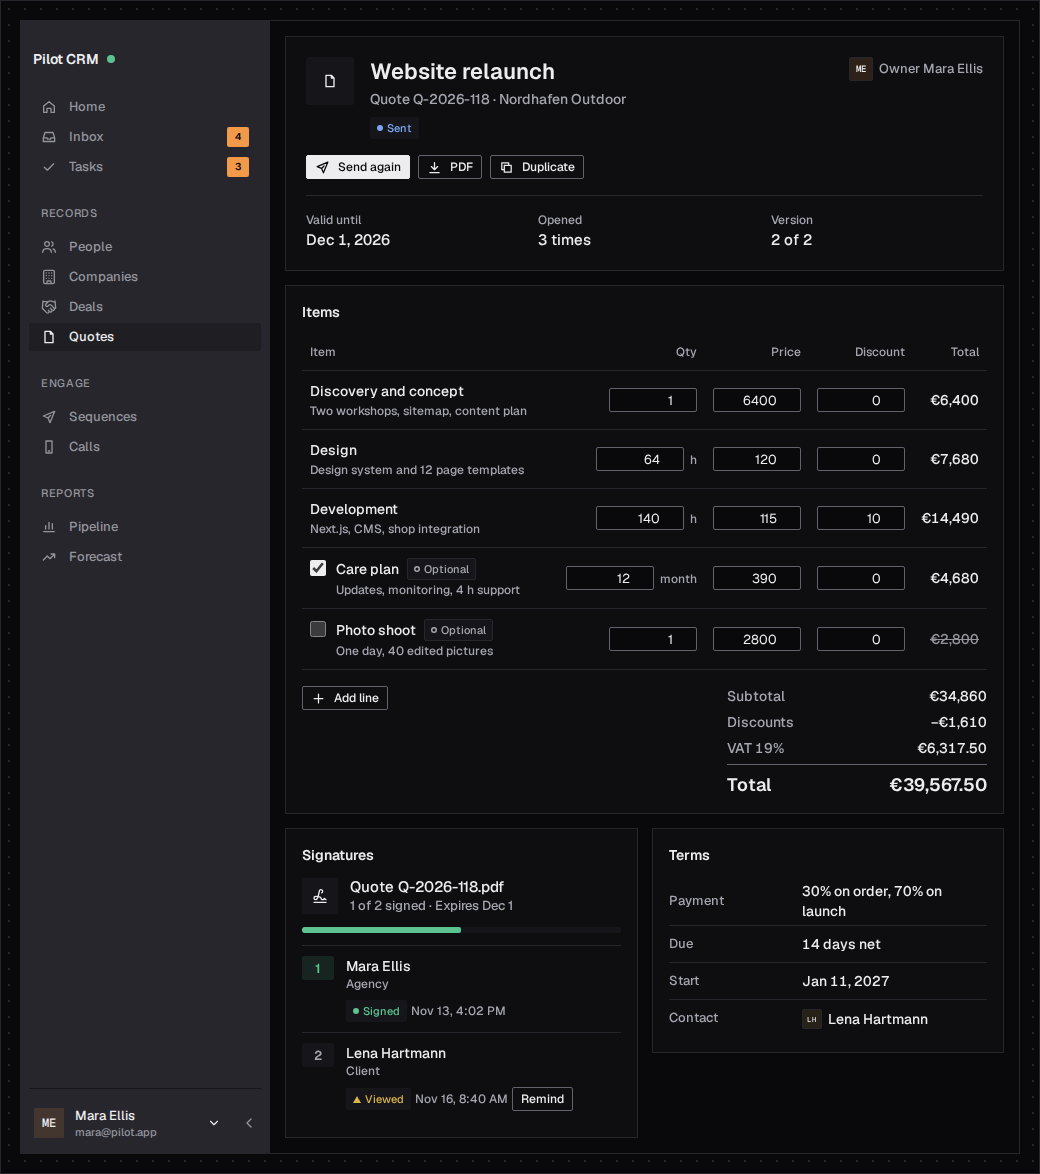 Pilot CRM
Home
Inbox 4
Tasks 3
RECORDS
People
Companies
Deals
Quotes
ENGAGE
Sequences
Calls
REPORTS
Pipeline
Forecast
ME Mara Ellis
mara@pilot.app
Website relaunch
Quote Q-2026-118 · Nordhafen Outdoor
Sent
ME Owner Mara Ellis
Send again PDF Duplicate
Valid until Opened Version
Dec 1, 2026 3 times 2 of 2
Items
Item Qty Price Discount Total
Discovery and concept
Two workshops, sitemap, content plan
1 6400 0 €6,400
Design
Design system and 12 page templates
64 h 120 0 €7,680
Development
Next.js, CMS, shop integration
140 h 115 10 €14,490
Care plan Optional
Updates, monitoring, 4 h support
12 month 390 0 €4,680
Photo shoot Optional
One day, 40 edited pictures
1 2800 0 €2,800
Add line
Subtotal €34,860
Discounts −€1,610
VAT 19% €6,317.50
Total €39,567.50
Signatures
Quote Q-2026-118.pdf
1 of 2 signed · Expires Dec 1
1 Mara Ellis
Agency
Signed Nov 13, 4:02 PM
2 Lena Hartmann
Client
Viewed Nov 16, 8:40 AM Remind
Terms
Payment 30% on order, 70% on
launch
Due 14 days net
Start Jan 11, 2027
Contact LH Lena Hartmann